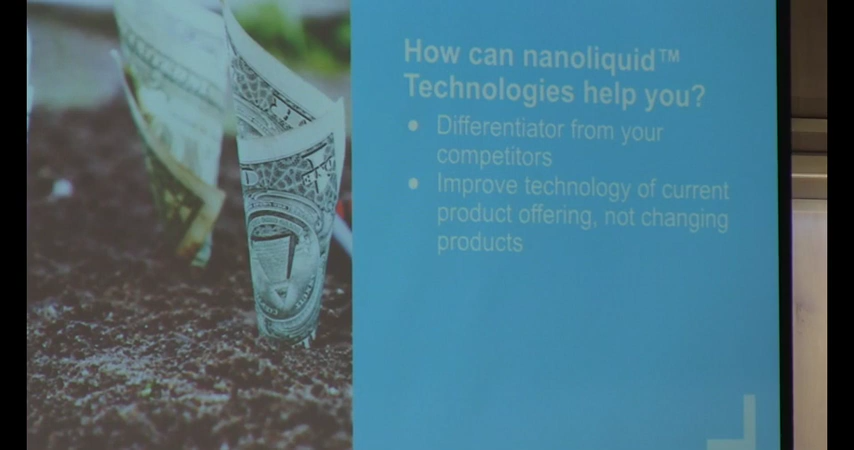 How can nanoliquid™
Technologies help you?
● Differentiator from your
competitors
● Improve technology of current
product offering, not changing
products